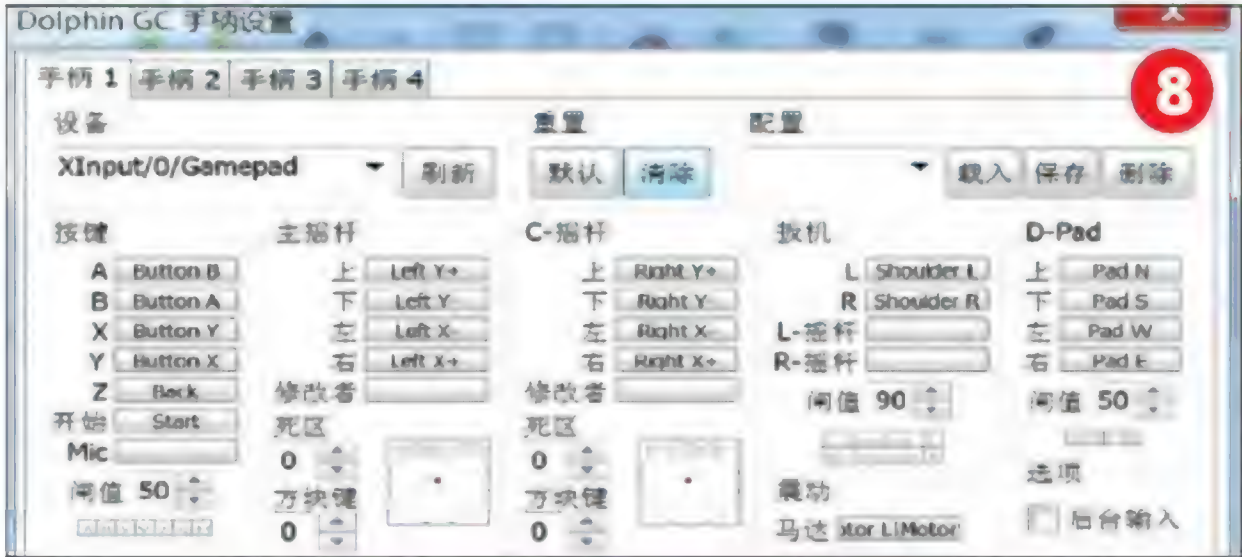 Dolphin GC 手柄设置
手柄 1 手柄 2 手柄 3 手柄 4
8
设备 重置 配置
XInput/0/Gamepad 刷新 默认 清除 载入 保存 删除
按键 主摇杆 C-摇杆 扳机 D-Pad
A Button B 上 Left Y+ 上 Right Y+ L Shoulder L 上 Pad N
B Button A 下 Left Y- 下 Right Y- R Shoulder R 下 Pad S
X Button Y 左 Left X- 左 Right X- L-摇杆 左 Pad W
Y Button X 右 Left X+ 右 Right X+ R-摇杆 右 Pad E
Z Back 修改者 修改者 阀值 90 阀值 50
开始 Start 死区 死区
Mic 0 0 选项
阀值 50 方块键 方块键 震动 后台输入
0 0 马达 otor L|Motor